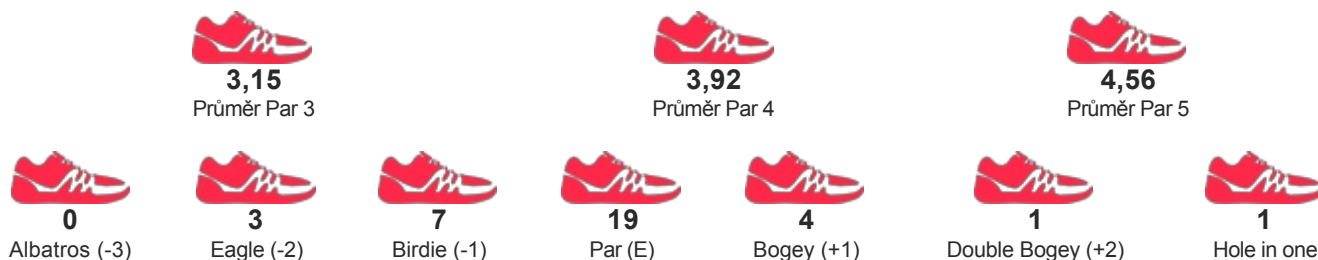 3,15 3,92 4,56
Průměr Par 3 Průměr Par 4 Průměr Par 5
0 3 7 19 4 1 1
Albatros (-3) Eagle (-2) Birdie (-1) Par (E) Bogey (+1) Double Bogey (+2) Hole in one